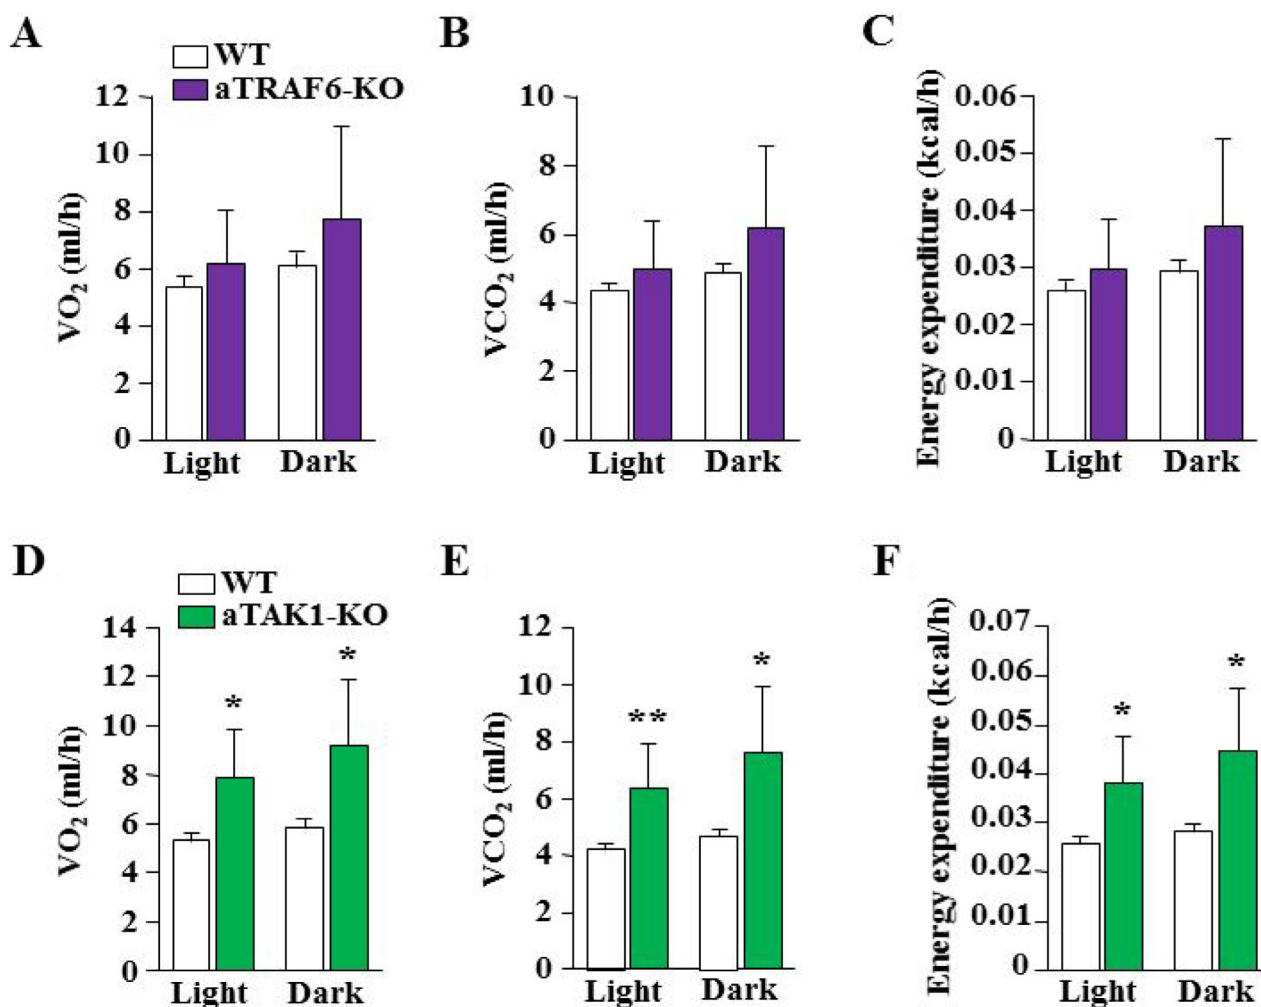 A
WT
aTRAF6-KO
VO2 (ml/h)
12
10
8
6
4
2
0
Light
Dark
B
VCO2 (ml/h)
10
8
6
4
2
0
Light
Dark
C
Energy expenditure (kcal/h)
0.06
0.05
0.04
0.03
0.02
0.01
0
Light
Dark
D
WT
aTAK1-KO
VO2 (ml/h)
14
12
10
8
6
4
2
0
*
*
Light
Dark
E
VCO2 (ml/h)
12
10
8
6
4
2
0
**
*
Light
Dark
F
Energy expenditure (kcal/h)
0.07
0.06
0.05
0.04
0.03
0.02
0.01
0
*
*
Light
Dark